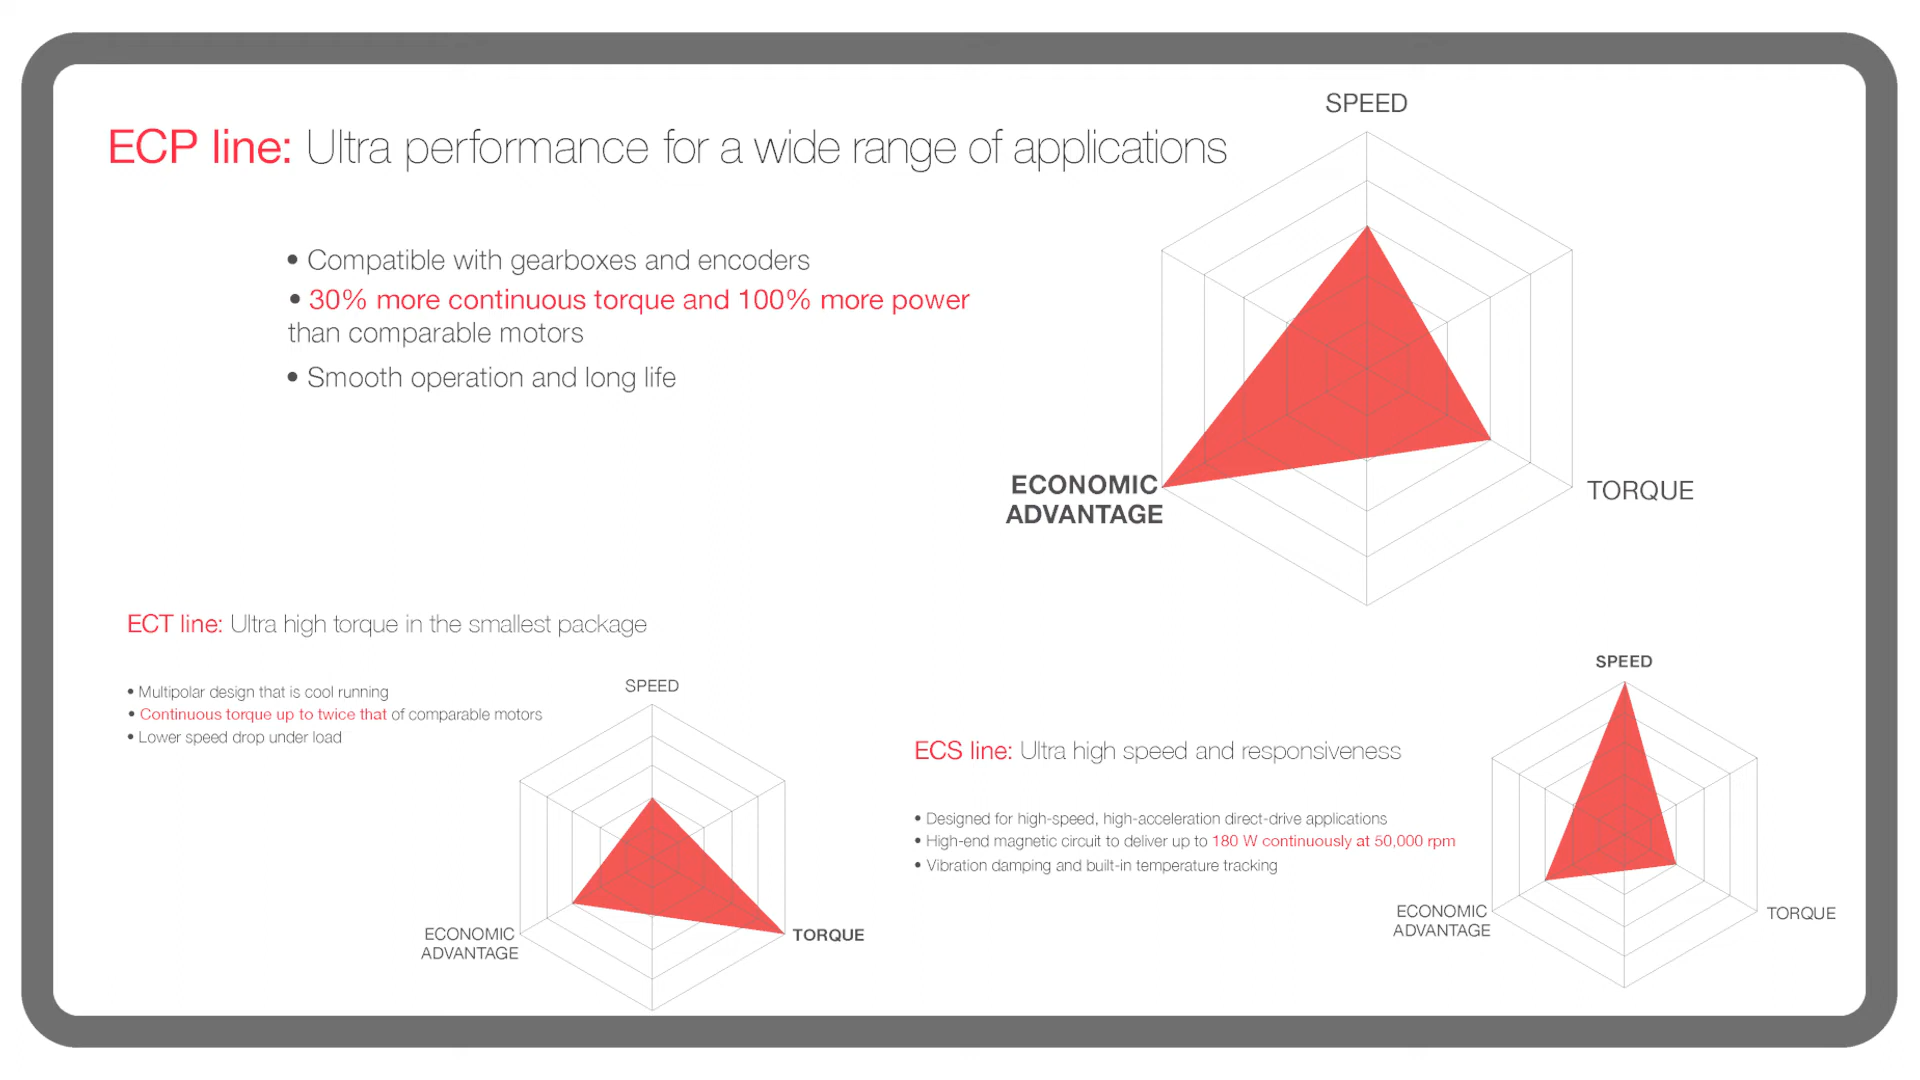 ECP line: Ultra performance for a wide range of applications
• Compatible with gearboxes and encoders
• 30% more continuous torque and 100% more power
than comparable motors
• Smooth operation and long life
SPEED
ECONOMIC
ADVANTAGE
TORQUE
ECT line: Ultra high torque in the smallest package
• Multipolar design that is cool running
• Continuous torque up to twice that of comparable motors
• Lower speed drop under load
SPEED
ECONOMIC
ADVANTAGE
TORQUE
ECS line: Ultra high speed and responsiveness
• Designed for high-speed, high-acceleration direct-drive applications
• High-end magnetic circuit to deliver up to 180 W continuously at 50,000 rpm
• Vibration damping and built-in temperature tracking
SPEED
ECONOMIC
ADVANTAGE
TORQUE